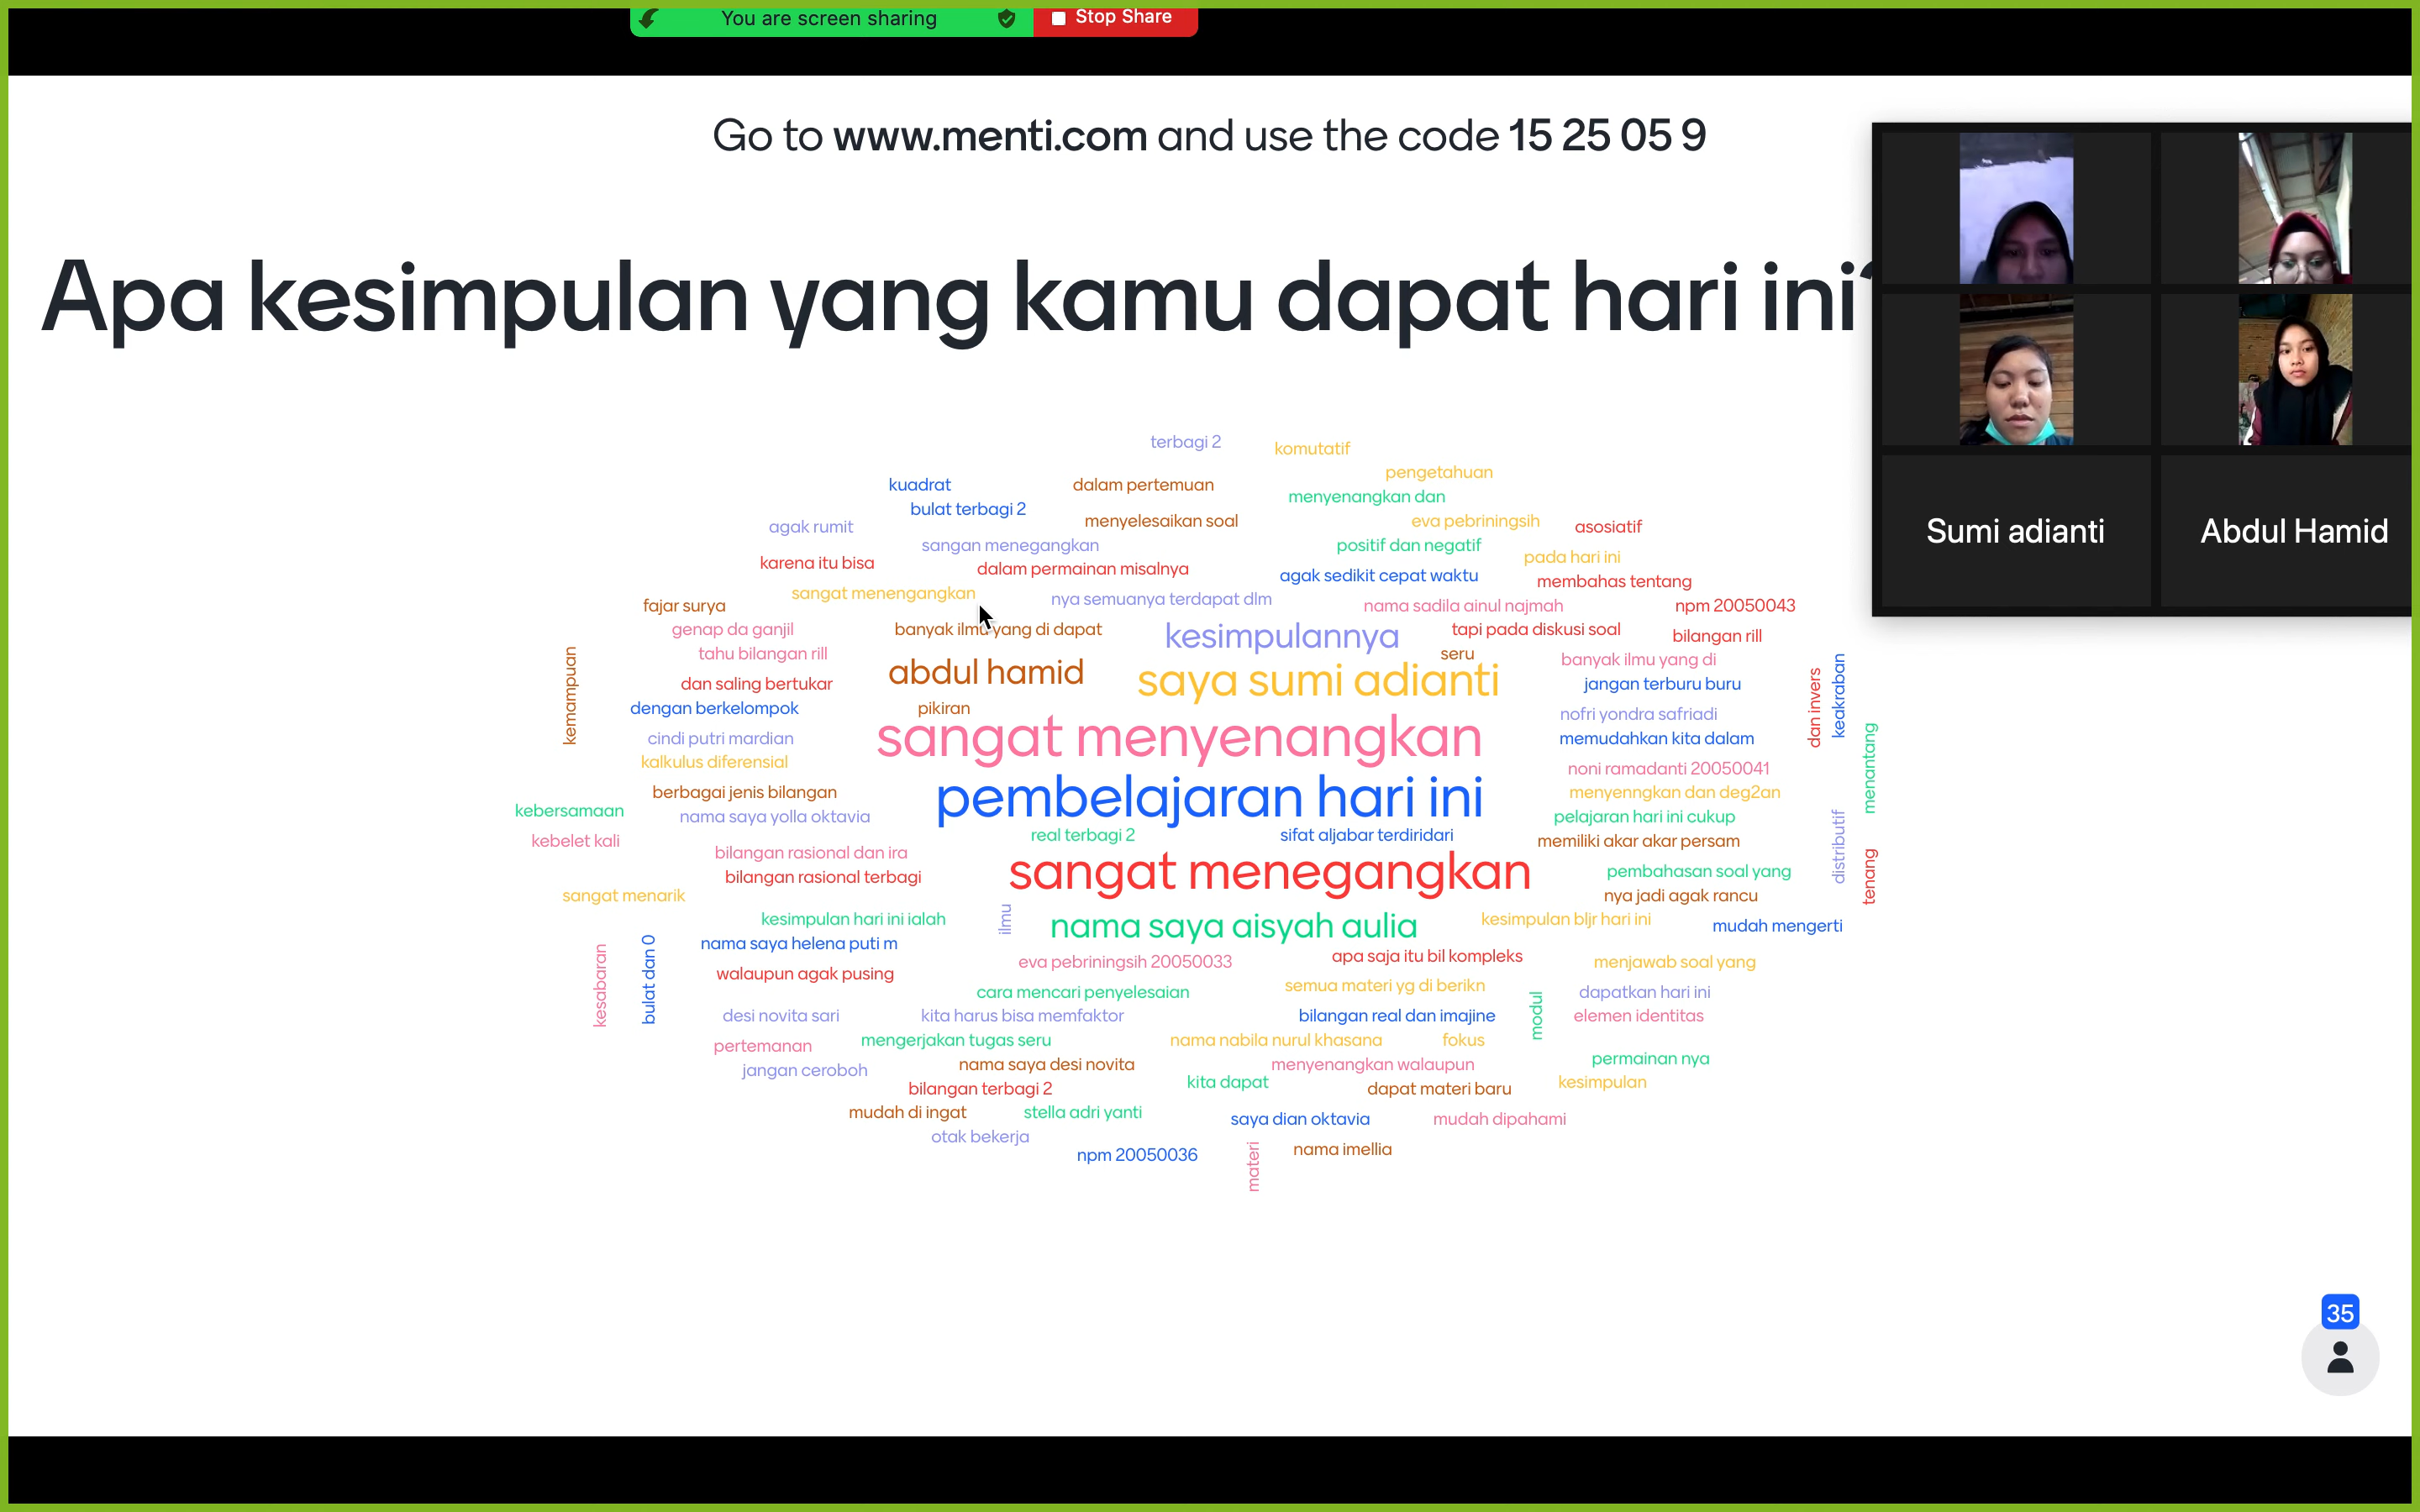 You are screen sharing
Stop Share
Go to www.menti.com and use the code 15 25 05 9
Apa kesimpulan yang kamu dapat hari ini?
Sumi adianti
Abdul Hamid
terbagi 2
komutatif
pengetahuan
kuadrat
dalam pertemuan
menyenangkan dan
bulat terbagi 2
agak rumit
menyelesaikan soal
eva pebriningsih
asosiatif
sangan menegangkan
positif dan negatif
pada hari ini
karena itu bisa
dalam permainan misalnya
agak sedikit cepat waktu
membahas tentang
sangat menengangkan
nya semuanya terdapat dlm
fajar surya
nama sadila ainul najmah
npm 20050043
genap da ganjil
banyak ilmu yang di dapat
kesimpulannya
tapi pada diskusi soal
bilangan rill
tahu bilangan rill
seru
banyak ilmu yang di
kemampuan
abdul hamid
saya sumi adianti
dan saling bertukar
jangan terburu buru
dan invers
keakraban
dengan berkelompok
pikiran
nofri yondra safriadi
cindi putri mardian
sangat menyenangkan
memudahkan kita dalam
menantang
kalkulus diferensial
noni ramadanti 20050041
berbagai jenis bilangan
pembelajaran hari ini
menyenngkan dan deg2an
kebersamaan
nama saya yolla oktavia
pelajaran hari ini cukup
kebelet kali
real terbagi 2
sifat aljabar terdiridari
memiliki akar akar persam
distributif
bilangan rasional dan ira
sangat menegangkan
pembahasan soal yang
tenang
bilangan rasional terbagi
sangat menarik
nya jadi agak rancu
kesimpulan hari ini ialah
ilmu
nama saya aisyah aulia
kesimpulan bljr hari ini
mudah mengerti
nama saya helena puti m
kesabaran
bulat dan 0
walaupun agak pusing
eva pebriningsih 20050033
apa saja itu bil kompleks
menjawab soal yang
cara mencari penyelesaian
semua materi yg di berikn
modul
dapatkan hari ini
desi novita sari
kita harus bisa memfaktor
bilangan real dan imajine
elemen identitas
pertemanan
mengerjakan tugas seru
nama nabila nurul khasana
fokus
permainan nya
jangan ceroboh
nama saya desi novita
menyenangkan walaupun
bilangan terbagi 2
kita dapat
dapat materi baru
kesimpulan
mudah di ingat
stella adri yanti
saya dian oktavia
mudah dipahami
otak bekerja
npm 20050036
materi
nama imellia
35